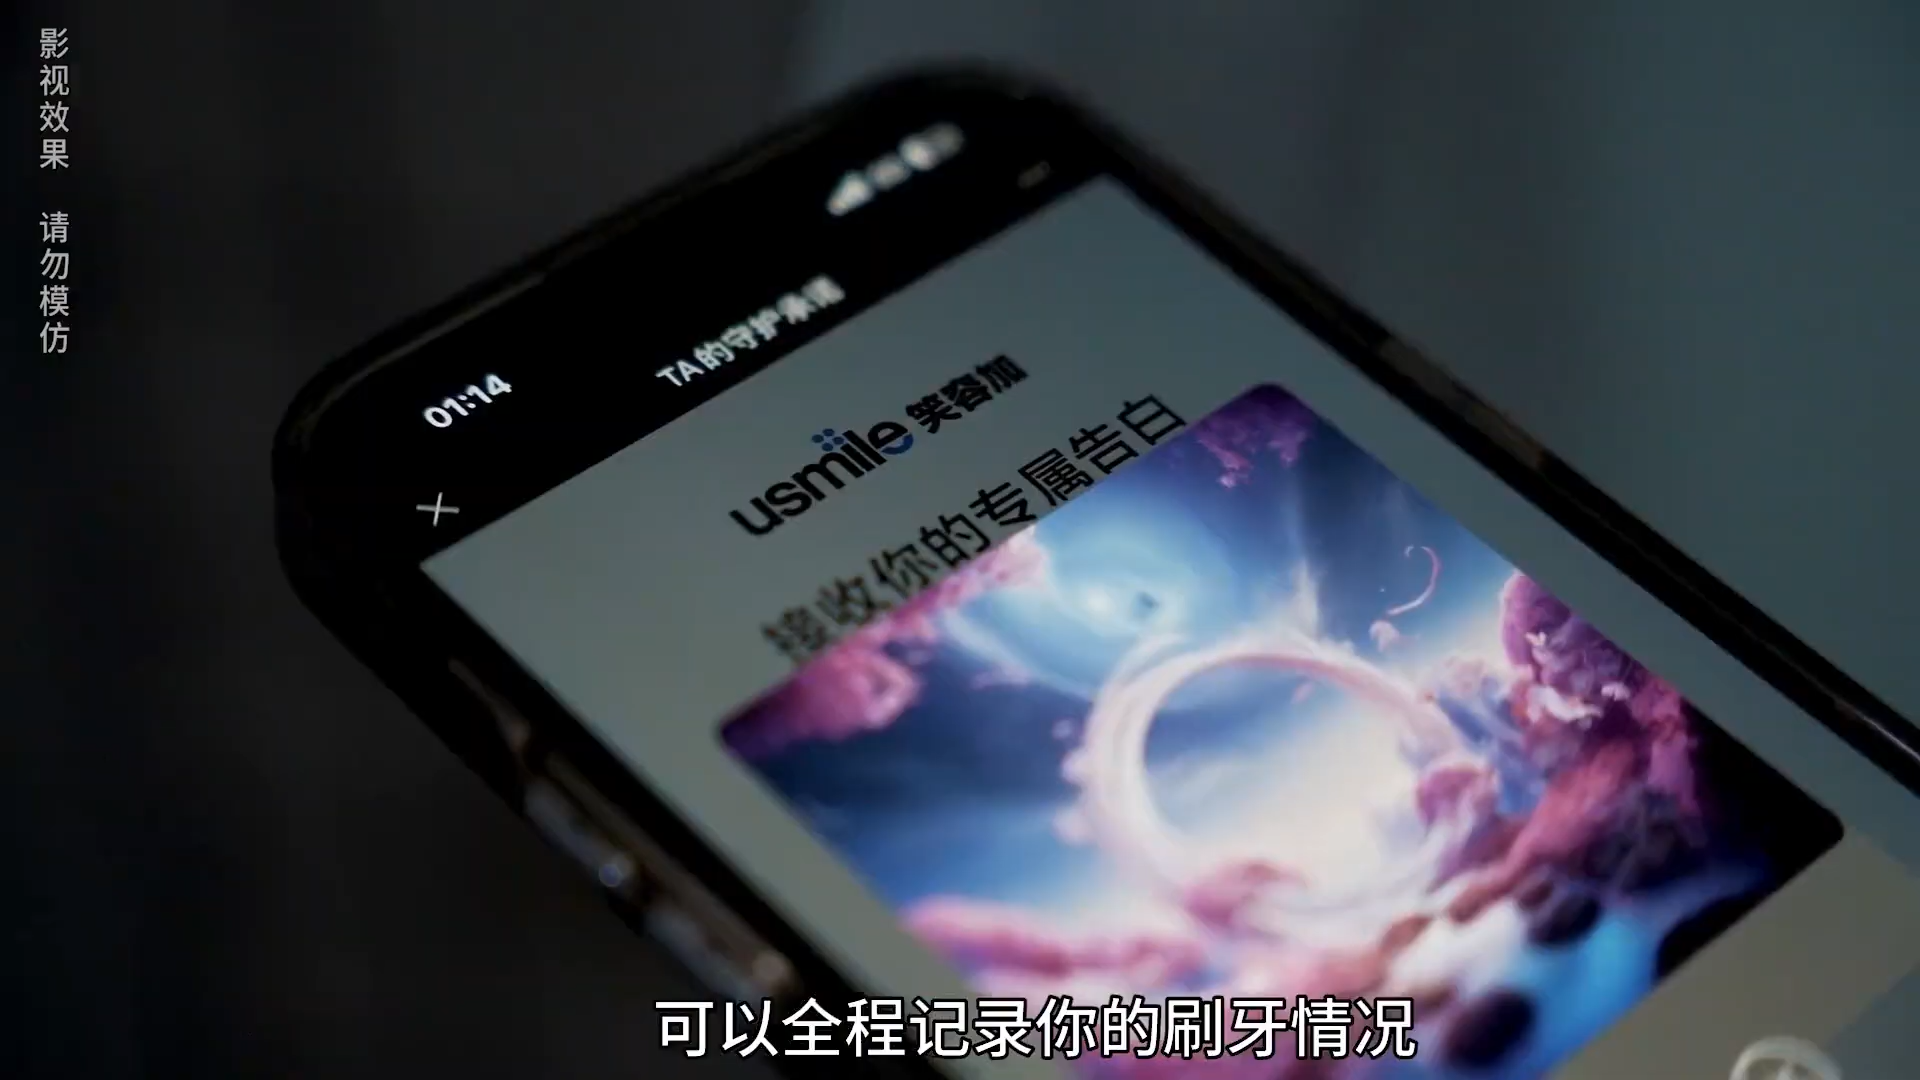 影视效果 请勿模仿
01:14
TA的守护承诺
usmile 笑容加
接收你的专属告白
可以全程记录你的刷牙情况